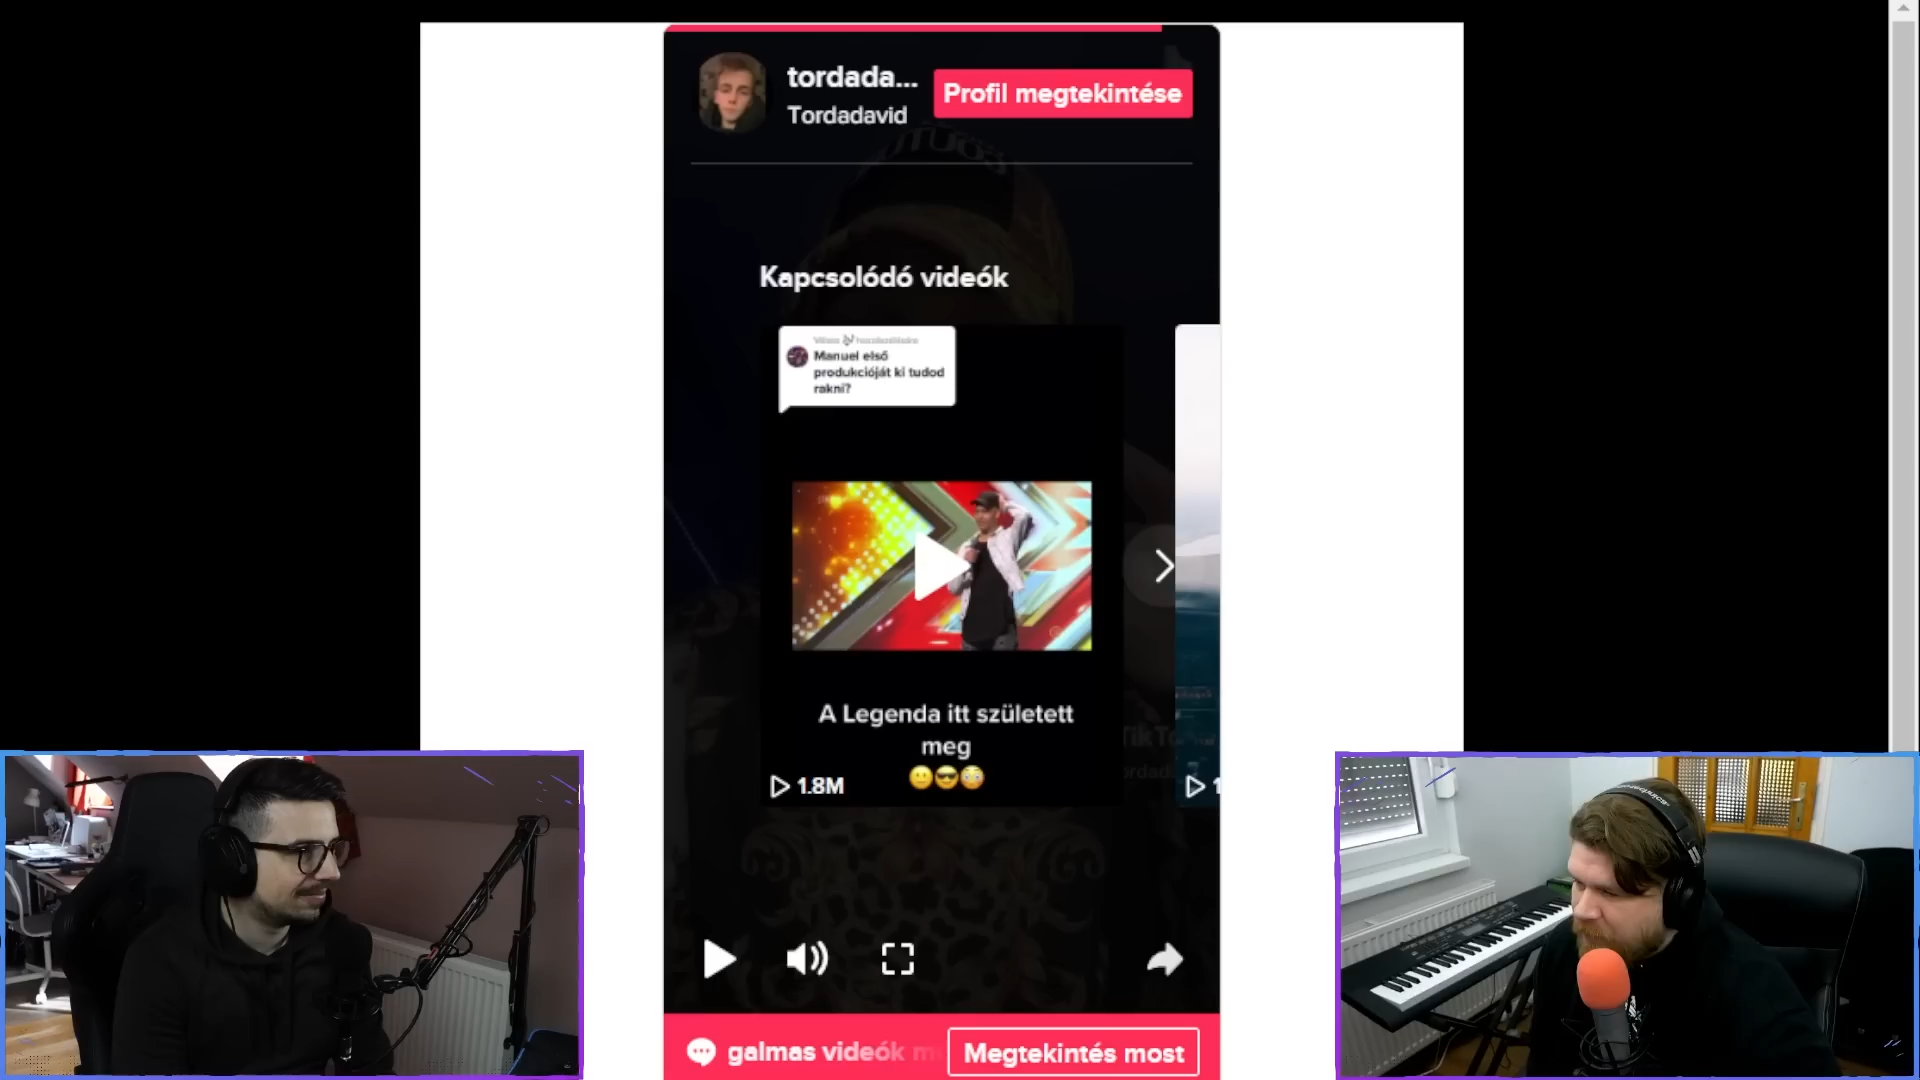 tordada...
Profil megtekintése
Tordadavid
Kapcsolódó videók
Manuel első
produkcióját ki tudod
rakni?
A Legenda itt született
meg
1.8M
galmas videók
Megtekintés most